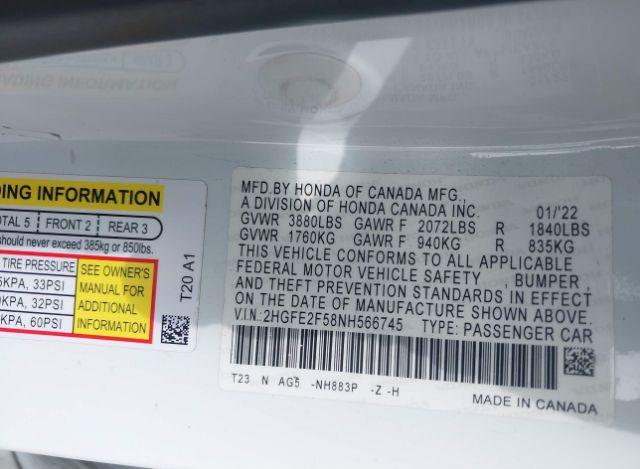 DING INFORMATION
TOTAL 5 FRONT 2 REAR 3
should never exceed 385kg or 850lbs.
TIRE PRESSURE
5KPA, 33PSI
0KPA, 32PSI
KPA, 60PSI
SEE OWNER'S
MANUAL FOR
ADDITIONAL
INFORMATION
T20 A1
MFD.BY HONDA OF CANADA MFG.,
A DIVISION OF HONDA CANADA INC. 01/'22
GVWR 3880LBS GAWR F 2072LBS R 1840LBS
GVWR 1760KG GAWR F 940KG R 835KG
THIS VEHICLE CONFORMS TO ALL APPLICABLE
FEDERAL MOTOR VEHICLE SAFETY , BUMPER ,
AND THEFT PREVENTION STANDARDS IN EFFECT
ON THE DATE OF MANUFACTURE SHOWN ABOVE.
V.I.N.:2HGFE2F58NH566745 TYPE: PASSENGER CAR
T23 N AG5 -NH883P -Z -H
MADE IN CANADA